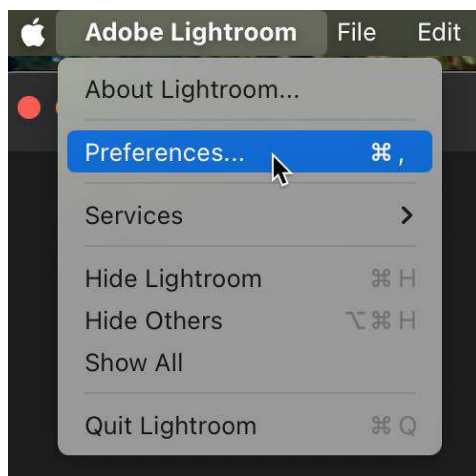 Adobe Lightroom File Edit
About Lightroom...
Preferences... ⌘ ,
Services
Hide Lightroom ⌘ H
Hide Others ⌥ ⌘ H
Show All
Quit Lightroom ⌘ Q